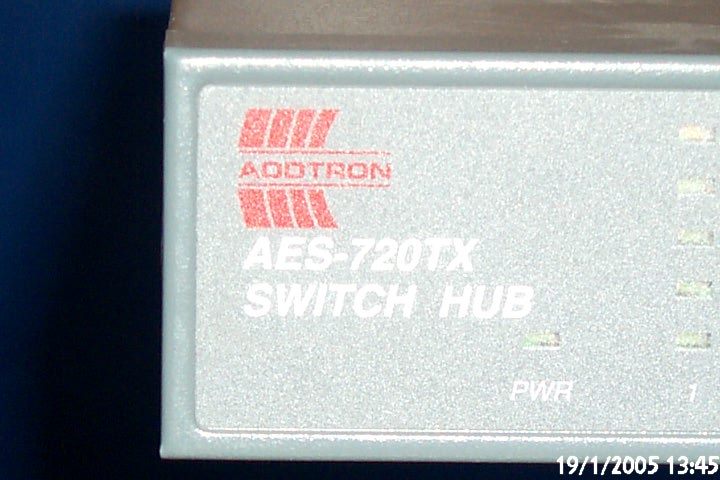 ADDTRON
AES-720TX
SWITCH HUB
PWR
1
19/1/2005 13:45